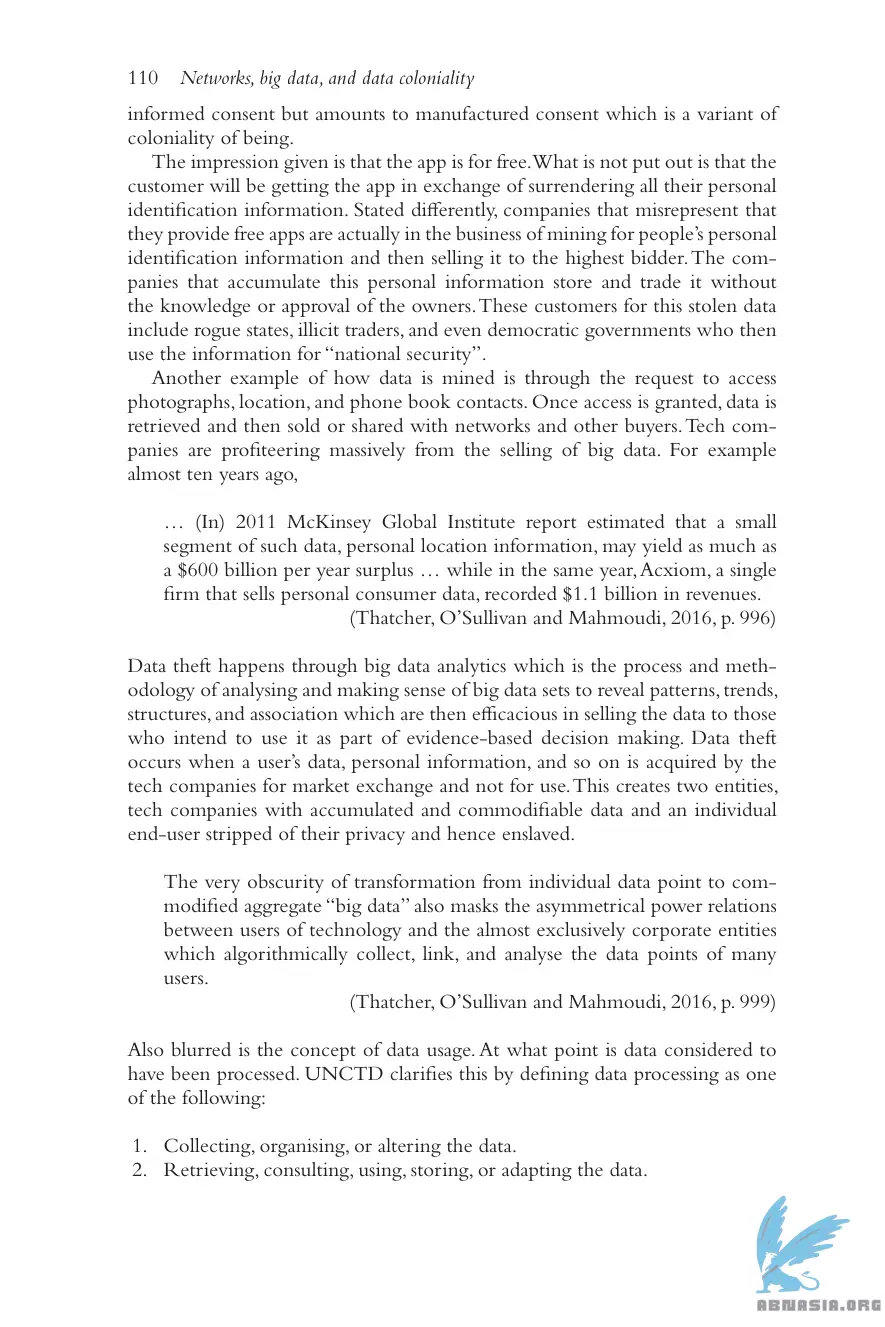 110 Networks, big data, and data coloniality
informed consent but amounts to manufactured consent which is a variant of
coloniality of being.
The impression given is that the app is for free. What is not put out is that the
customer will be getting the app in exchange of surrendering all their personal
identification information. Stated differently, companies that misrepresent that
they provide free apps are actually in the business of mining for people’s personal
identification information and then selling it to the highest bidder. The com-
panies that accumulate this personal information store and trade it without
the knowledge or approval of the owners. These customers for this stolen data
include rogue states, illicit traders, and even democratic governments who then
use the information for “national security”.
Another example of how data is mined is through the request to access
photographs, location, and phone book contacts. Once access is granted, data is
retrieved and then sold or shared with networks and other buyers. Tech com-
panies are profiteering massively from the selling of big data. For example
almost ten years ago,
… (In) 2011 McKinsey Global Institute report estimated that a small
segment of such data, personal location information, may yield as much as
a $600 billion per year surplus … while in the same year, Acxiom, a single
firm that sells personal consumer data, recorded $1.1 billion in revenues.
(Thatcher, O’Sullivan and Mahmoudi, 2016, p. 996)
Data theft happens through big data analytics which is the process and meth-
odology of analysing and making sense of big data sets to reveal patterns, trends,
structures, and association which are then efficacious in selling the data to those
who intend to use it as part of evidence-based decision making. Data theft
occurs when a user’s data, personal information, and so on is acquired by the
tech companies for market exchange and not for use. This creates two entities,
tech companies with accumulated and commodifiable data and an individual
end-user stripped of their privacy and hence enslaved.
The very obscurity of transformation from individual data point to com-
modified aggregate “big data” also masks the asymmetrical power relations
between users of technology and the almost exclusively corporate entities
which algorithmically collect, link, and analyse the data points of many
users.
(Thatcher, O’Sullivan and Mahmoudi, 2016, p. 999)
Also blurred is the concept of data usage. At what point is data considered to
have been processed. UNCTD clarifies this by defining data processing as one
of the following:
1. Collecting, organising, or altering the data.
2. Retrieving, consulting, using, storing, or adapting the data.
ABNASIA.ORG